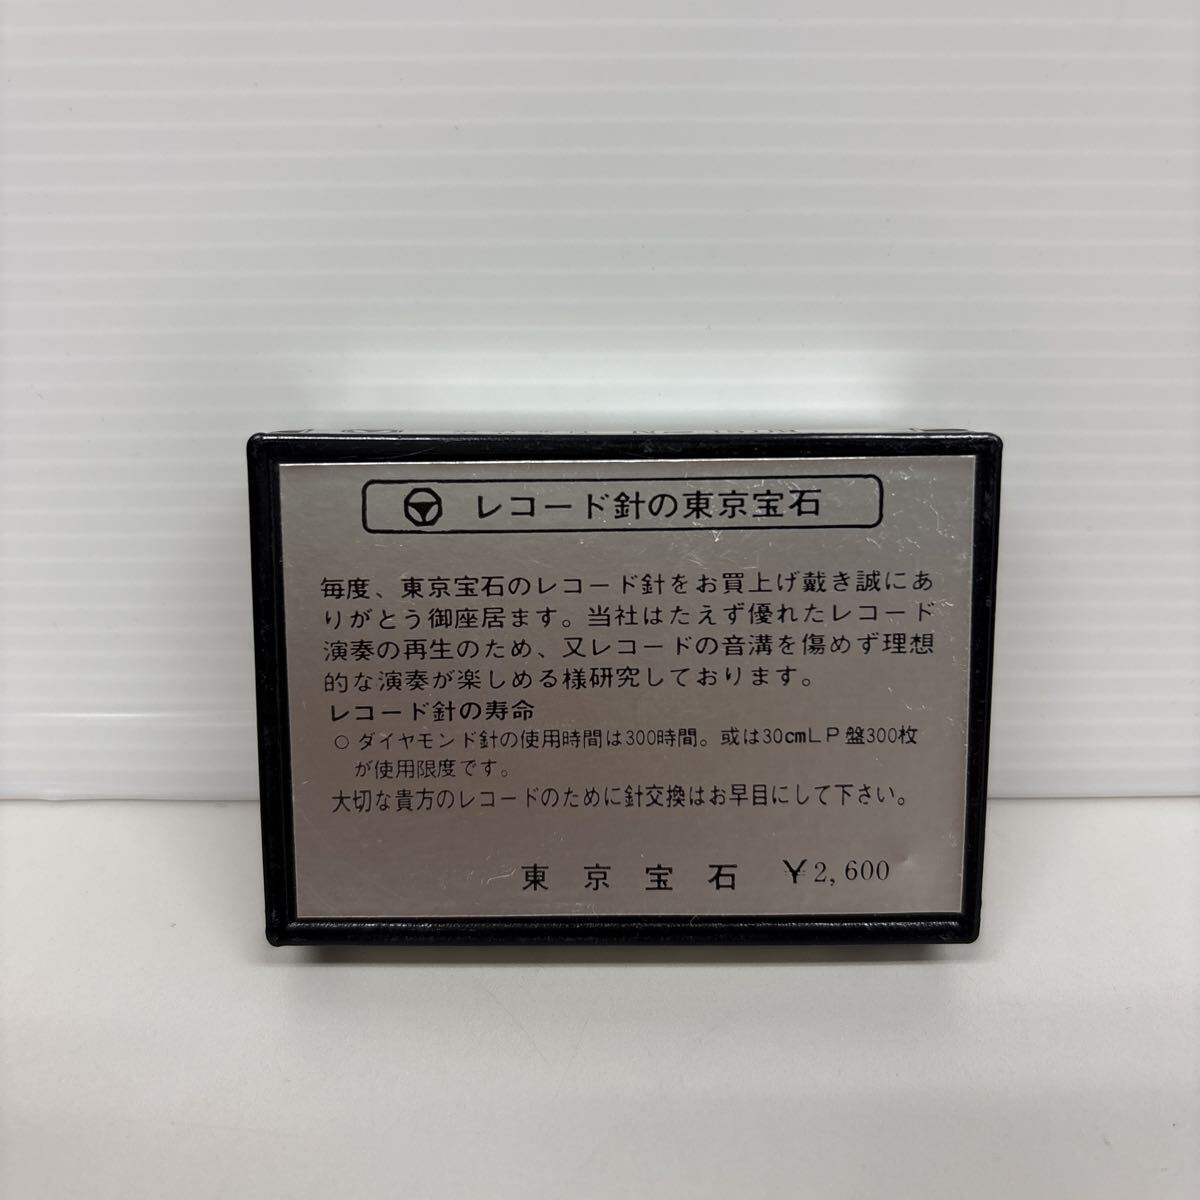 レコード針の東京宝石
毎度、東京宝石のレコード針をお買上げ戴き誠にあ
りがとう御座居ます。当社はたえず優れたレコード
演奏の再生のため、又レコードの音溝を傷めず理想
的な演奏が楽しめる様研究しております。
レコード針の寿命
○ ダイヤモンド針の使用時間は300時間。或は30cmLP盤300枚
が使用限度です。
大切な貴方のレコードのために針交換はお早目にして下さい。
東京宝石 ¥2,600